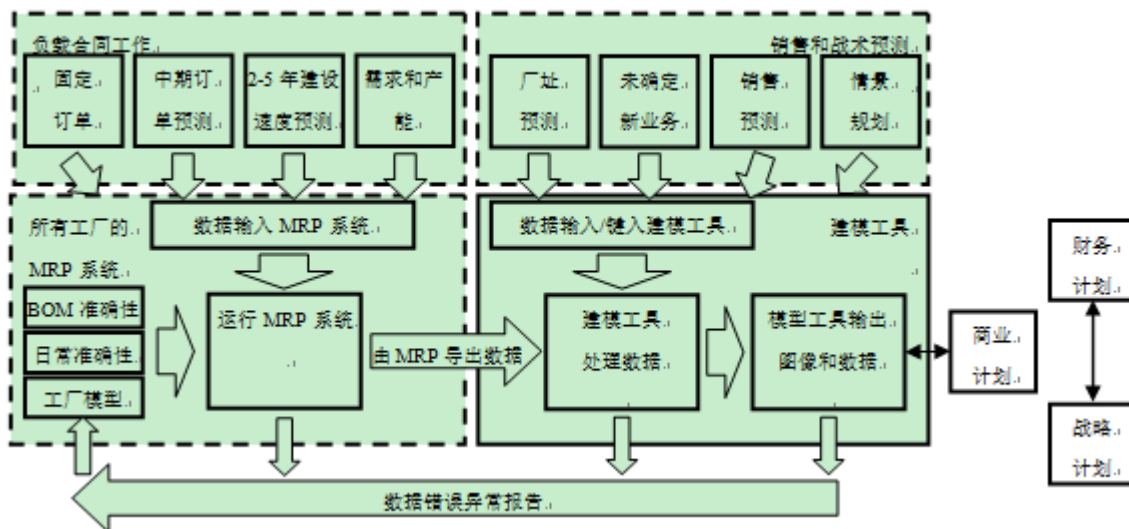 负载合同工作
固定
订单
中期订
单预测
2-5 年建设
速度预测
需求和产
能
销售和战术预测
厂址
预测
未确定
新业务
销售
预测
情景
规划
所有工厂的
MRP 系统
数据输入 MRP 系统
BOM 准确性
日常准确性
工厂模型
运行 MRP 系统
由 MRP 导出数据
数据输入/键入建模工具
建模工具
建模工具
处理数据
模型工具输出
图像和数据
商业
计划
财务
计划
战略
计划
数据错误异常报告